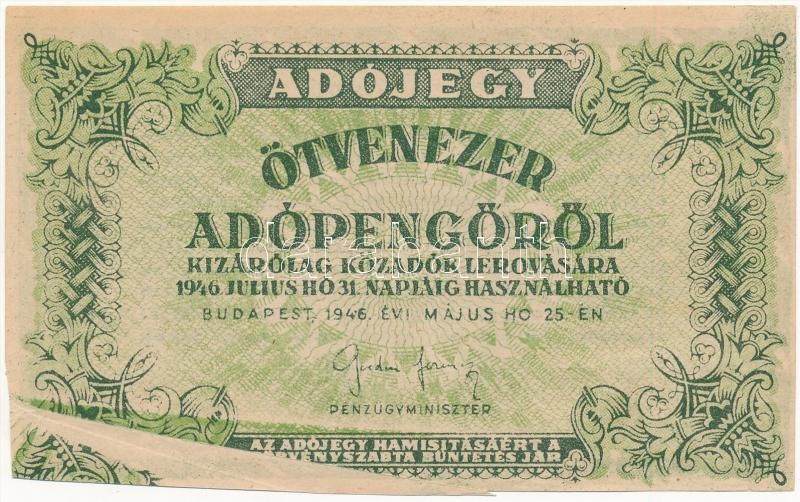 ADÓJEGY
ÖTVENEZER
ADÓPENGŐRŐL
KIZÁRÓLAG KÖZADÓK LEROVÁSÁRA
1946. JULIUS HÓ 31. NAPJÁIG HASZNÁLHATÓ
BUDAPEST, 1946. ÉVI MÁJUS HO 25-ÉN
PÉNZÜGYMINISZTER
AZ ADÓJEGY HAMISITÁSÁÉRT A
BÜNTETÉS JÁR